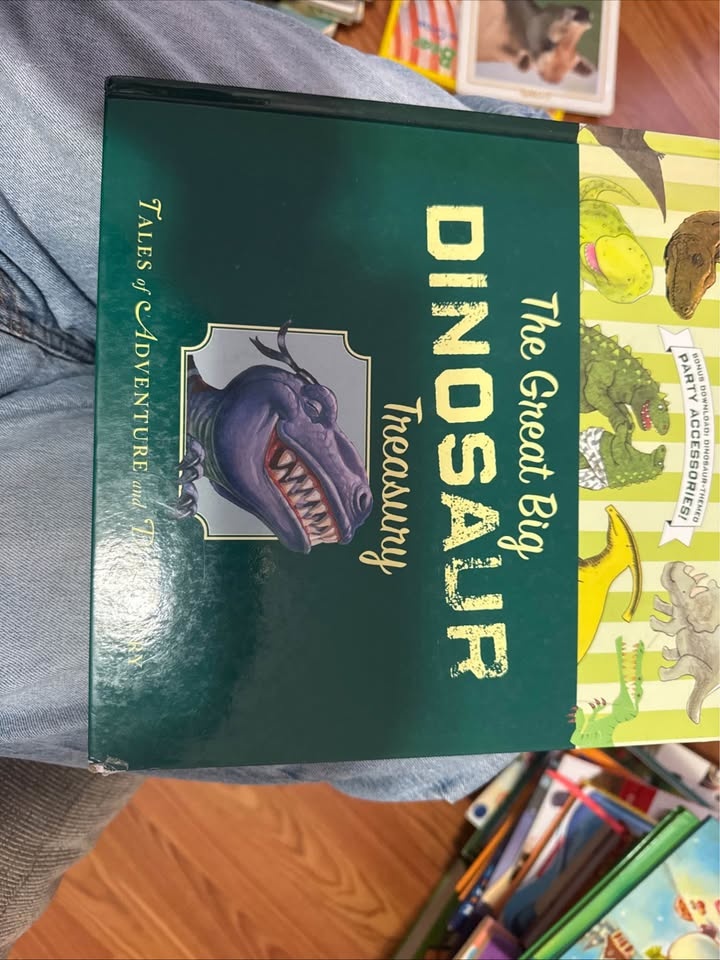 BONUS DOWNLOAD! DINOSAUR-THEMED
PARTY ACCESSORIES!
The Great Big
DINOSAUR
Treasury
TALES of ADVENTURE and